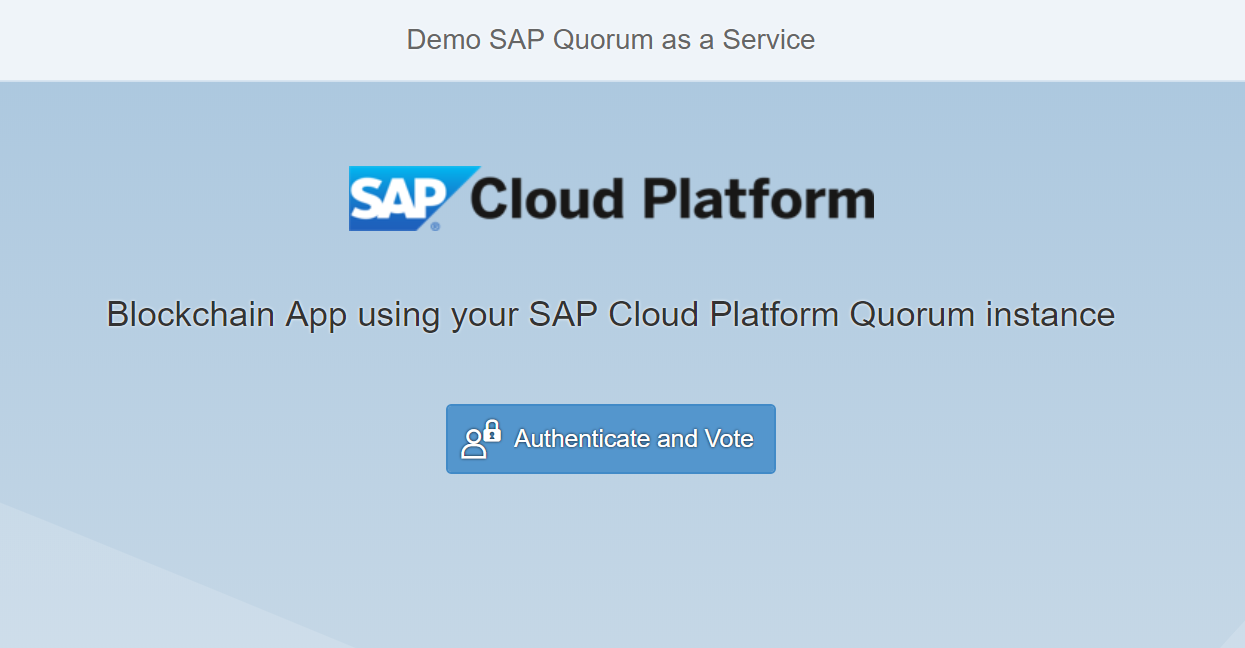 Demo SAP Quorum as a Service
SAP® Cloud Platform
Blockchain App using your SAP Cloud Platform Quorum instance
Authenticate and Vote